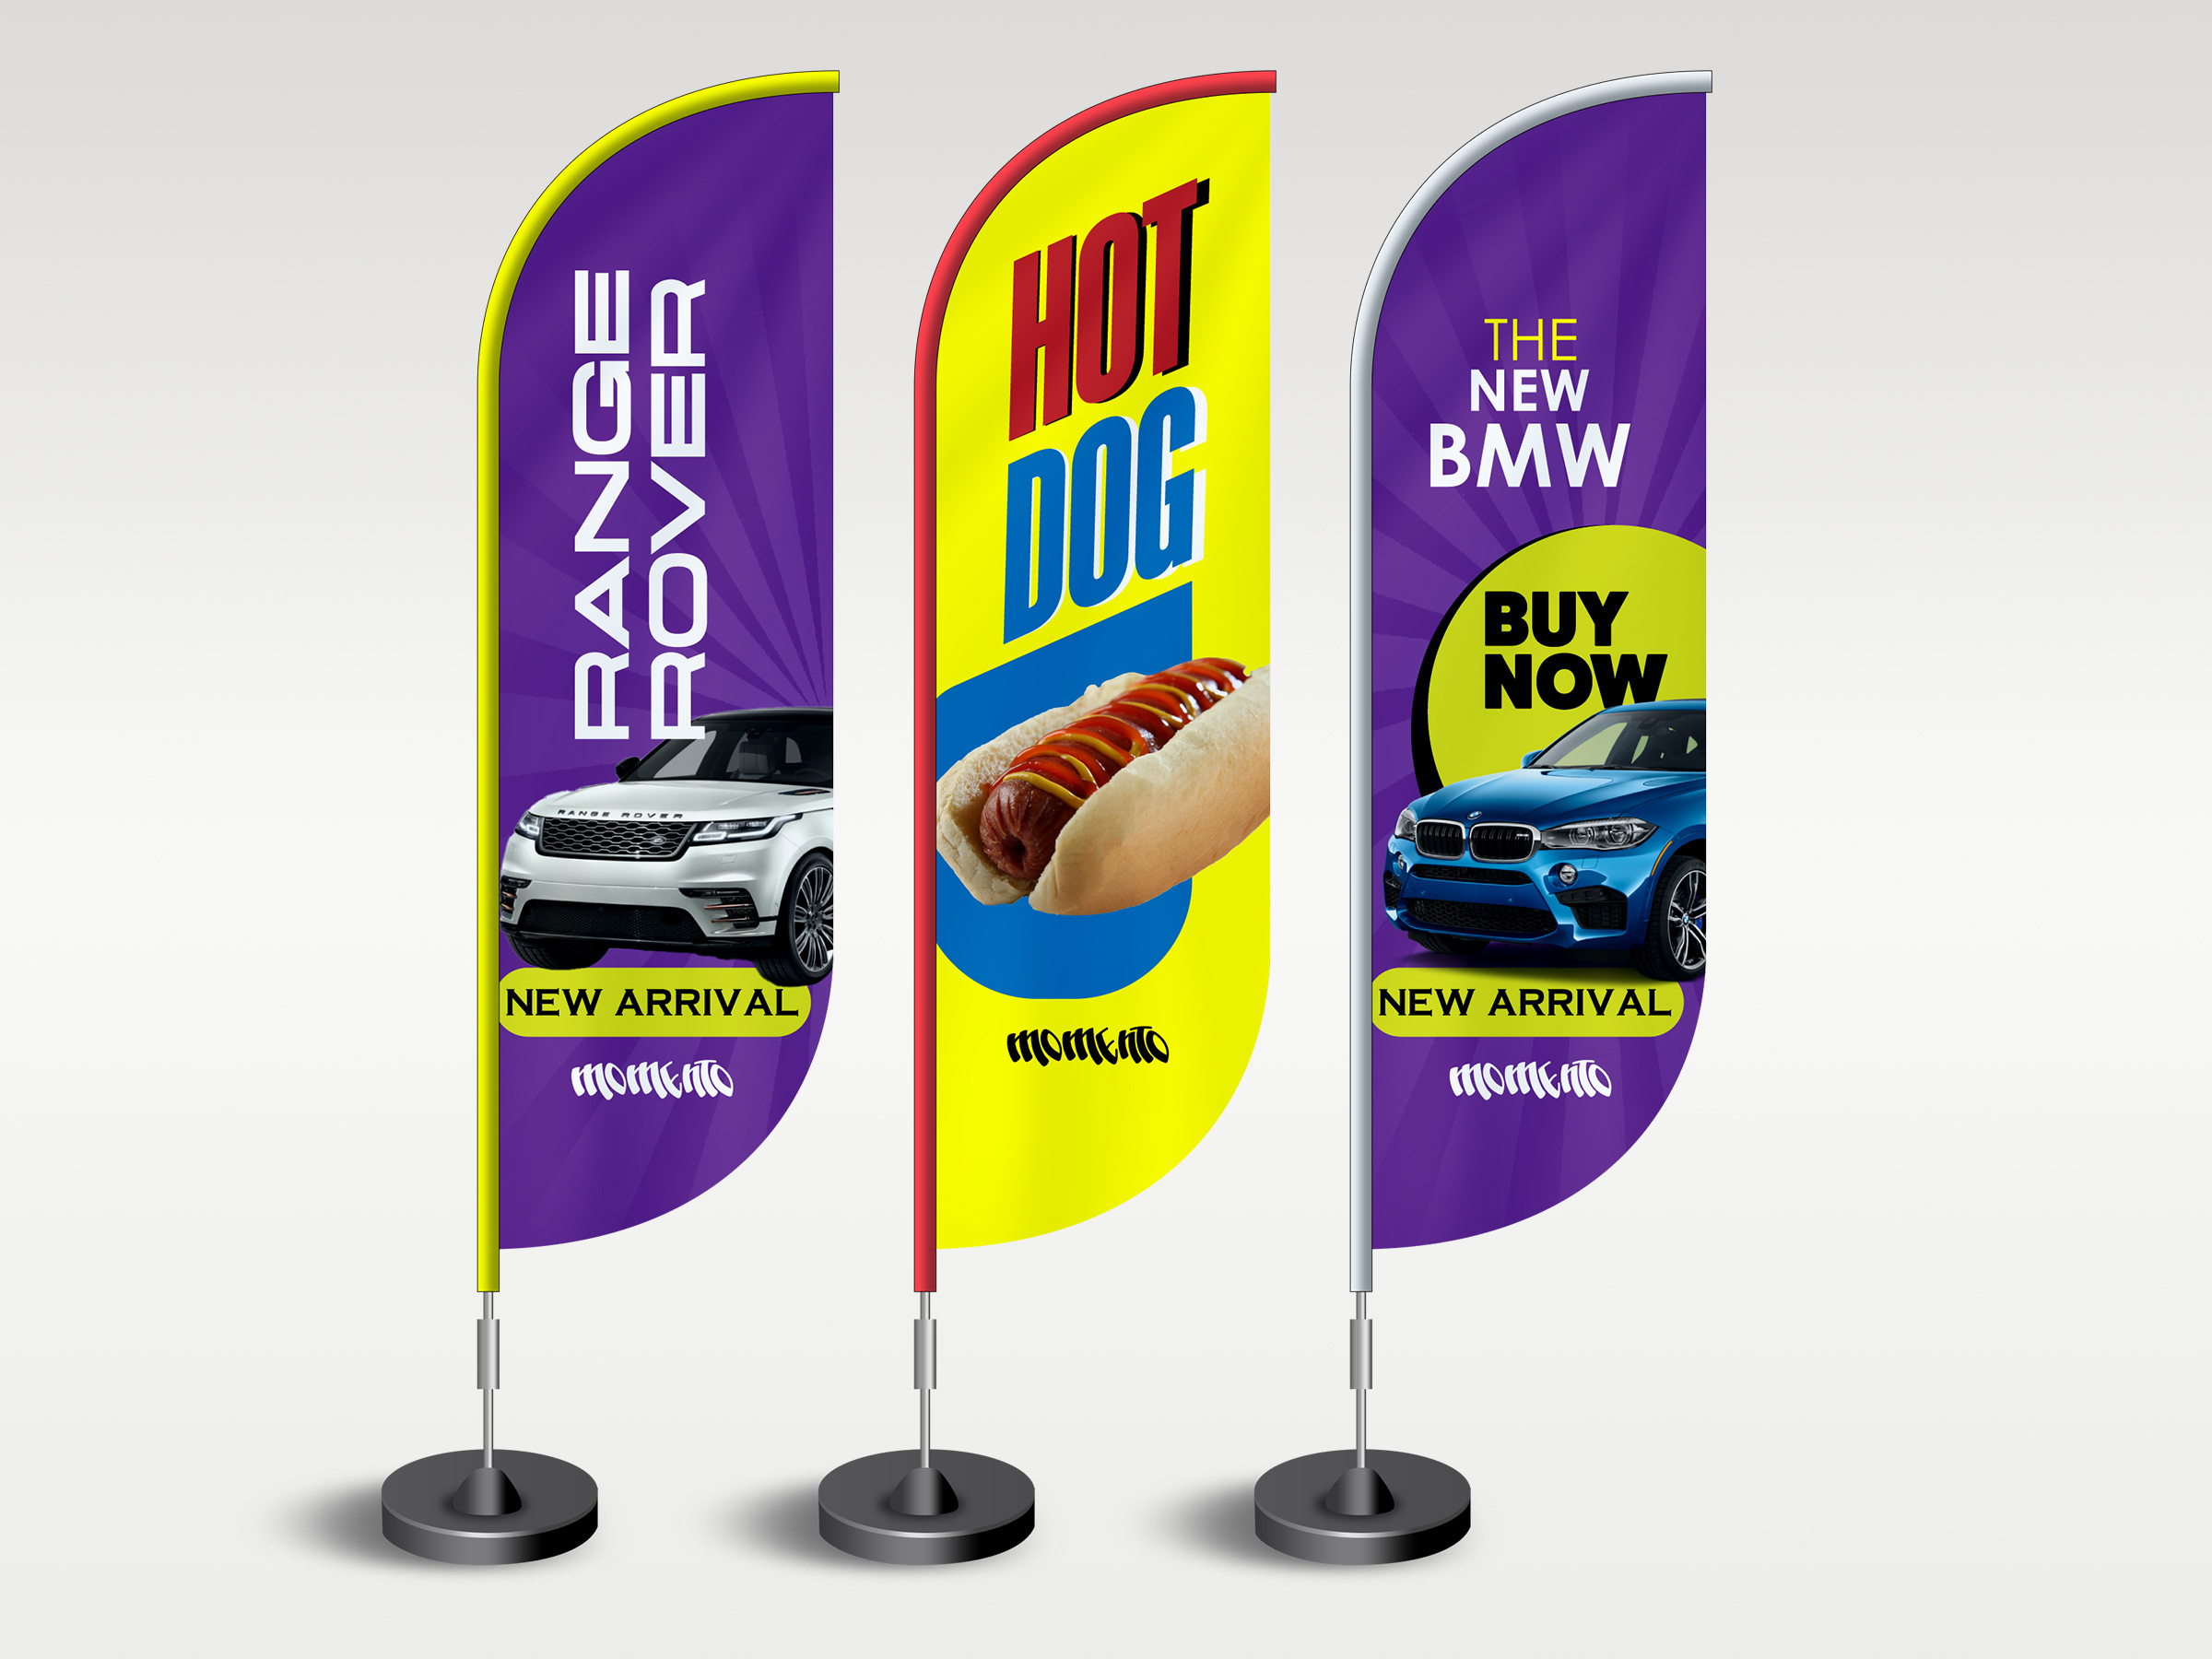 RANGE
ROVER
RANGE ROVER
NEW ARRIVAL
momento
HOT
DOG
momento
THE
NEW
BMW
BUY
NOW
NEW ARRIVAL
momento